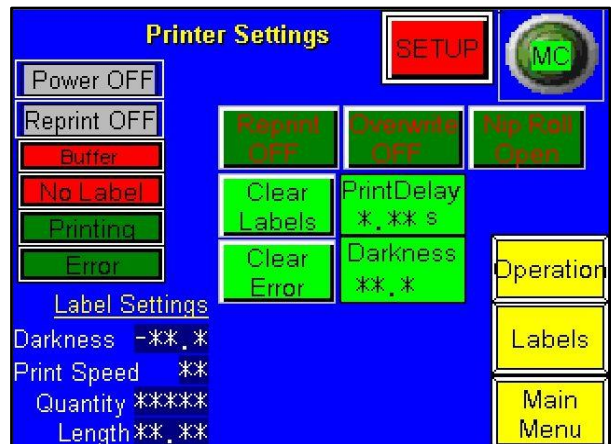 Printer Settings
SETUP
MC
Power OFF
Reprint OFF
Buffer
No Label
Printing
Error
Reprint
OFF
Overwrite
OFF
Nip Roll
Open
Clear
Labels
PrintDelay
*.** s
Clear
Error
Darkness
**.*
Label Settings
Darkness -**.*
Print Speed **
Quantity *****
Length **.**
Operation
Labels
Main
Menu